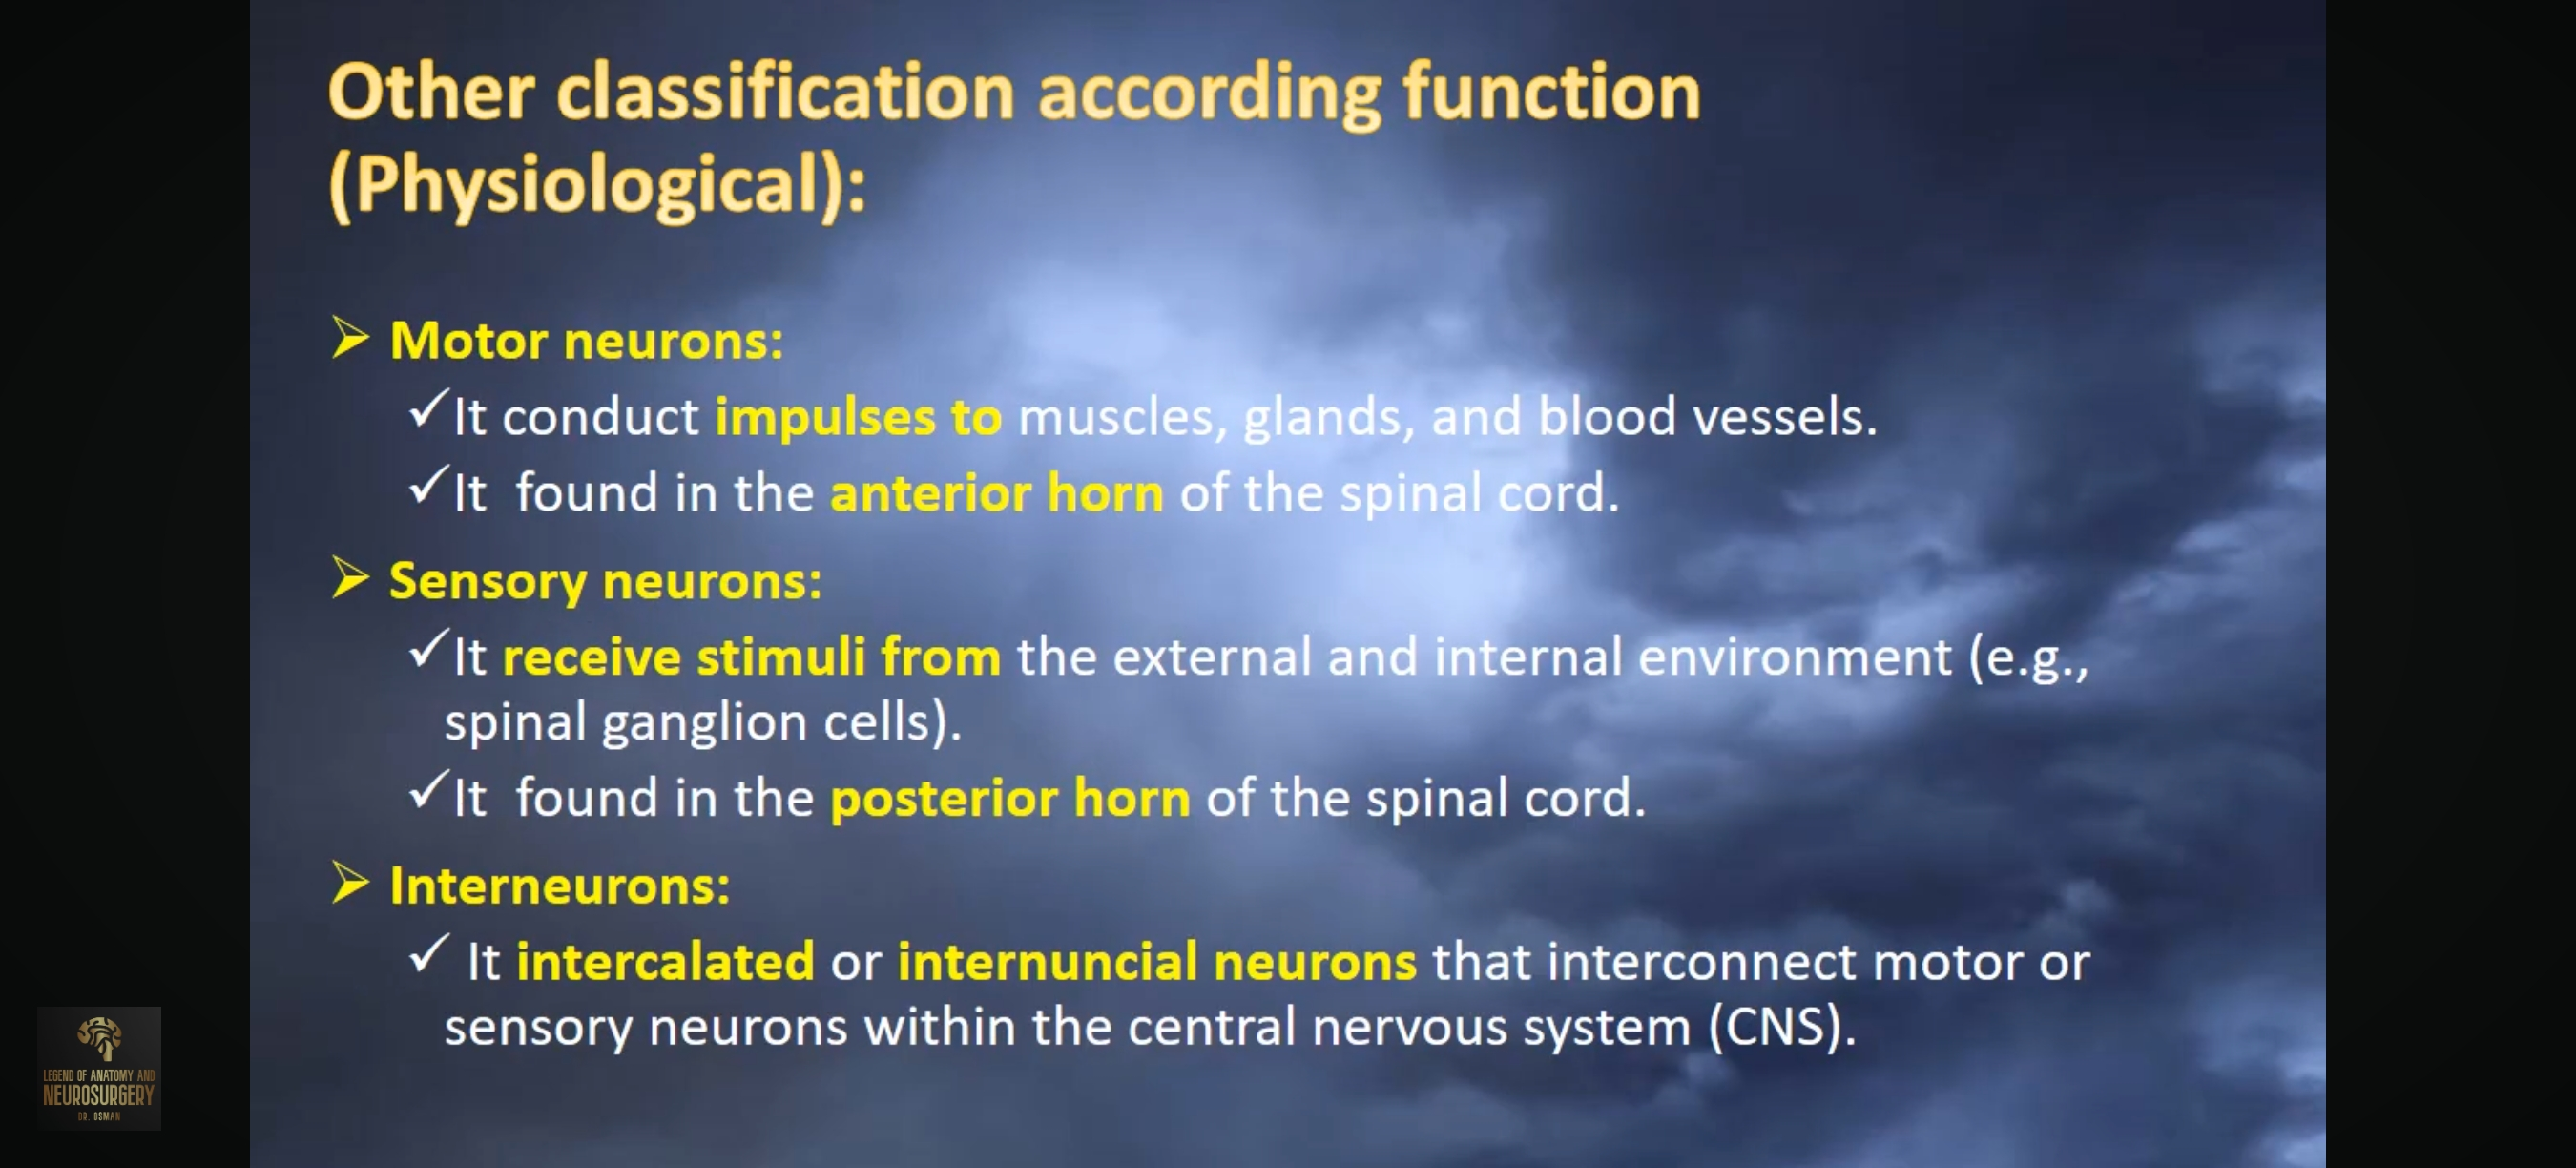 Other classification according function
(Physiological):
➢ Motor neurons:
✓It conduct impulses to muscles, glands, and blood vessels.
✓It  found in the anterior horn of the spinal cord.
➢ Sensory neurons:
✓It receive stimuli from the external and internal environment (e.g.,
spinal ganglion cells).
✓It  found in the posterior horn of the spinal cord.
➢ Interneurons:
✓ It intercalated or internuncial neurons that interconnect motor or
sensory neurons within the central nervous system (CNS).
LEGEND OF ANATOMY AND
NEUROSURGERY
DR. OSMAN